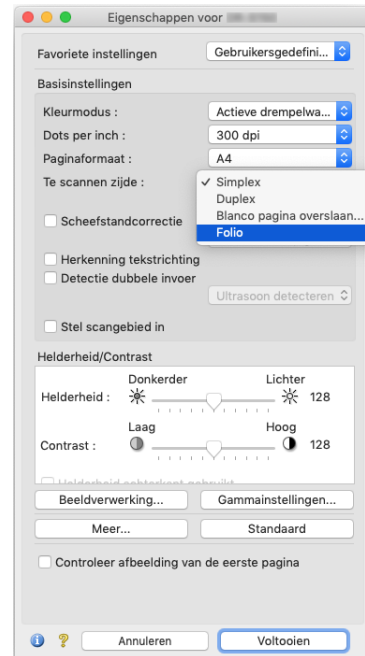 Eigenschappen voor
Favoriete instellingen
Gebruikersgedefini...
Basisinstellingen
Kleurmodus :
Actieve drempelwa...
Dots per inch :
300 dpi
Paginaformaat :
A4
Te scannen zijde :
✓ Simplex
Duplex
Blanco pagina overslaan...
Folio
Scheefstandcorrectie
Herkenning tekstrichting
Detectie dubbele invoer
Ultrasoon detecteren
Stel scangebied in
Helderheid/Contrast
Donkerder Lichter
Helderheid : 128
Laag Hoog
Contrast : 128
Helderheid achterkant gebruikt
Beeldverwerking... Gammainstellingen...
Meer... Standaard
Controleer afbeelding van de eerste pagina
Annuleren Voltooien